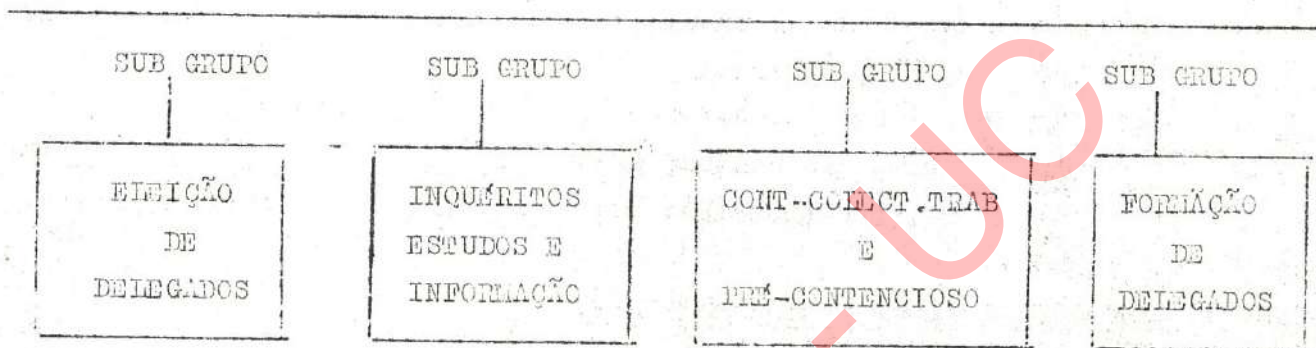 SUB GRUPO
ELEIÇÃO
DE
DELEGADOS
SUB GRUPO
INQUÉRITOS
ESTUDOS E
INFORMAÇÃO
SUB GRUPO
CONT-COLECT.TRAB
E
PRÉ-CONTENCIOSO
SUB GRUPO
FORMAÇÃO
DE
DELEGADOS
UC